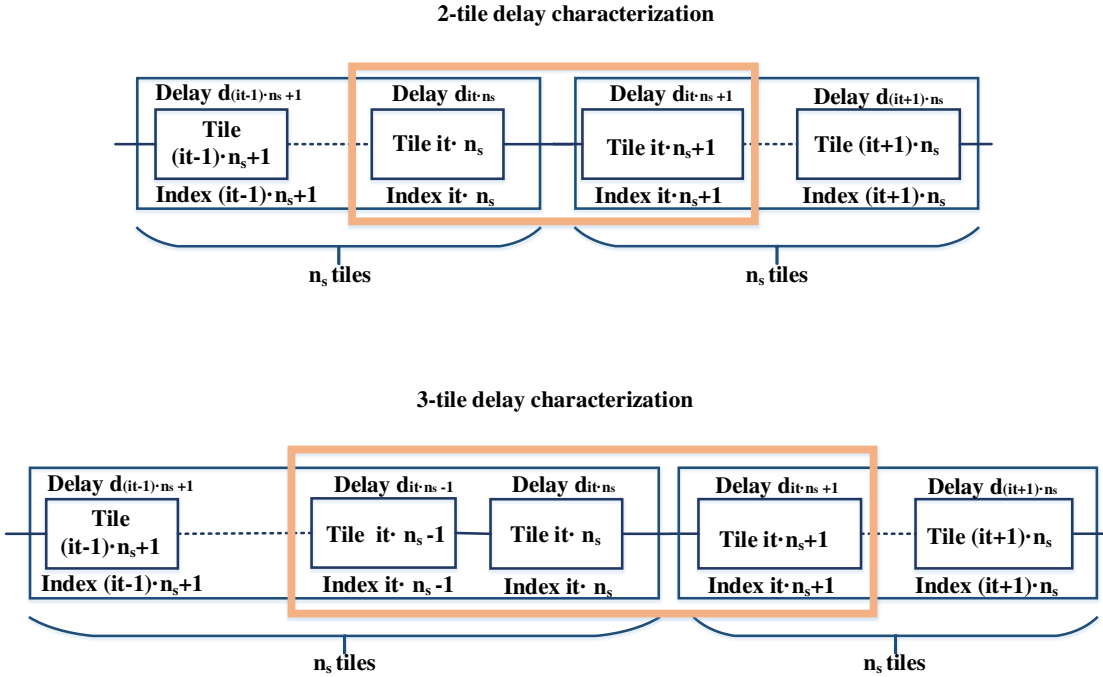 2-tile delay characterization
Delay d(it-1)·ns +1
Delay dit·ns
Delay dit·ns +1
Delay d(it+1)·ns
Tile
(it-1)·ns+1
Tile it· ns
Tile it·ns+1
Tile (it+1)·ns
Index (it-1)·ns+1
Index it· ns
Index it·ns+1
Index (it+1)·ns
ns tiles
ns tiles
3-tile delay characterization
Delay d(it-1)·ns +1
Delay dit·ns -1
Delay dit·ns
Delay dit·ns +1
Delay d(it+1)·ns
Tile
(it-1)·ns+1
Tile it· ns -1
Tile it· ns
Tile it·ns+1
Tile (it+1)·ns
Index (it-1)·ns+1
Index it· ns -1
Index it· ns
Index it·ns+1
Index (it+1)·ns
ns tiles
ns tiles